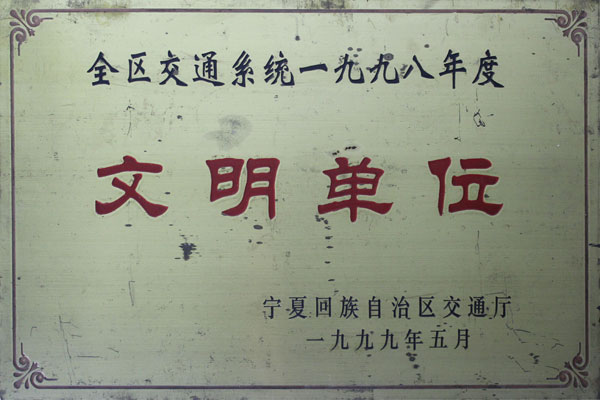 全区交通系统一九九八年度
文明单位
宁夏回族自治区交通厅
一九九九年五月